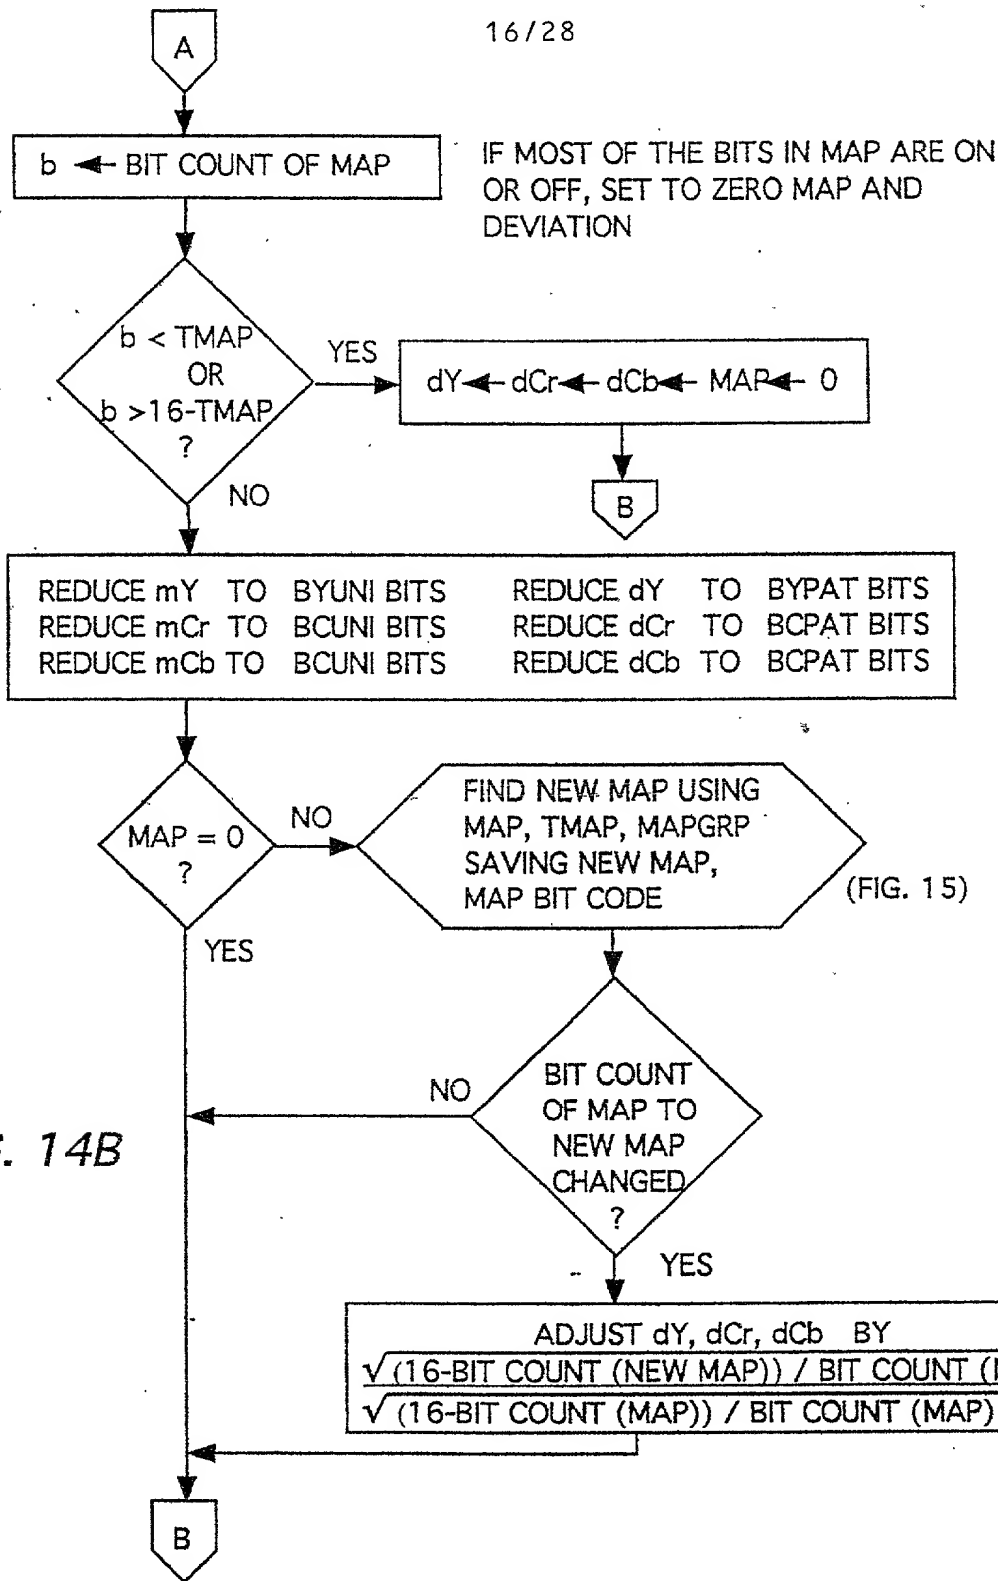 16/28
A
b ← BIT COUNT OF MAP
IF MOST OF THE BITS IN MAP ARE ON
OR OFF, SET TO ZERO MAP AND
DEVIATION
b < TMAP
OR
b >16-TMAP
?
YES
dY ← dCr ← dCb ← MAP ← 0
B
NO
REDUCE mY TO BYUNI BITS REDUCE dY TO BYPAT BITS
REDUCE mCr TO BCUNI BITS REDUCE dCr TO BCPAT BITS
REDUCE mCb TO BCUNI BITS REDUCE dCb TO BCPAT BITS
MAP = 0
?
NO
FIND NEW MAP USING
MAP, TMAP, MAPGRP
SAVING NEW MAP,
MAP BIT CODE
(FIG. 15)
YES
BIT COUNT
OF MAP TO
NEW MAP
CHANGED
?
NO
14B
YES
ADJUST dY, dCr, dCb BY
√(16-BIT COUNT (NEW MAP)) / BIT COUNT (
√(16-BIT COUNT (MAP)) / BIT COUNT (MAP)
B